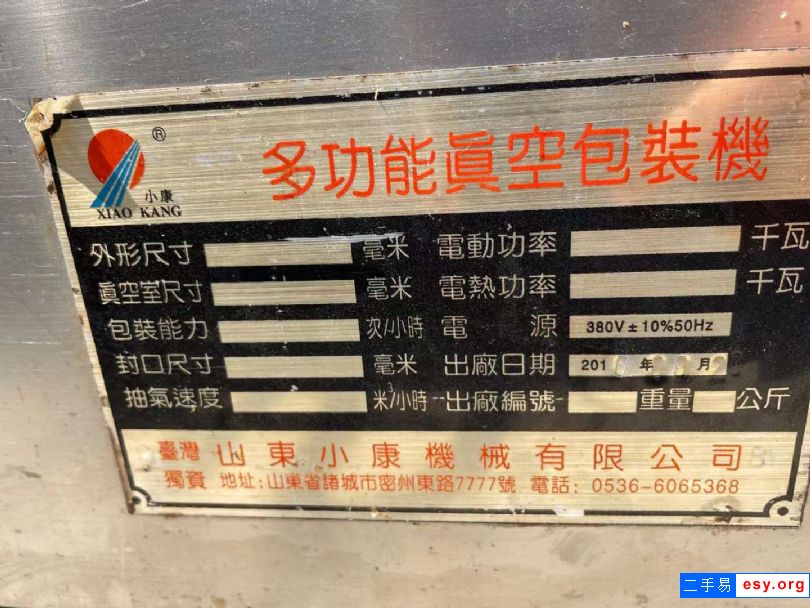 ®
小康
XIAO KANG
多功能眞空包裝機
外形尺寸 毫米 電動功率 千瓦
眞空室尺寸 毫米 電熱功率 千瓦
包裝能力 次/小時 電源 380V±10%50Hz
封口尺寸 毫米 出廠日期 201 年 月
抽氣速度 米³/小時 出廠編號 重量 公斤
臺灣 山東小康機械有限公司
獨資 地址:山東省諸城市密州東路7777號 電話: 0536-6065368
二手易 esy.org